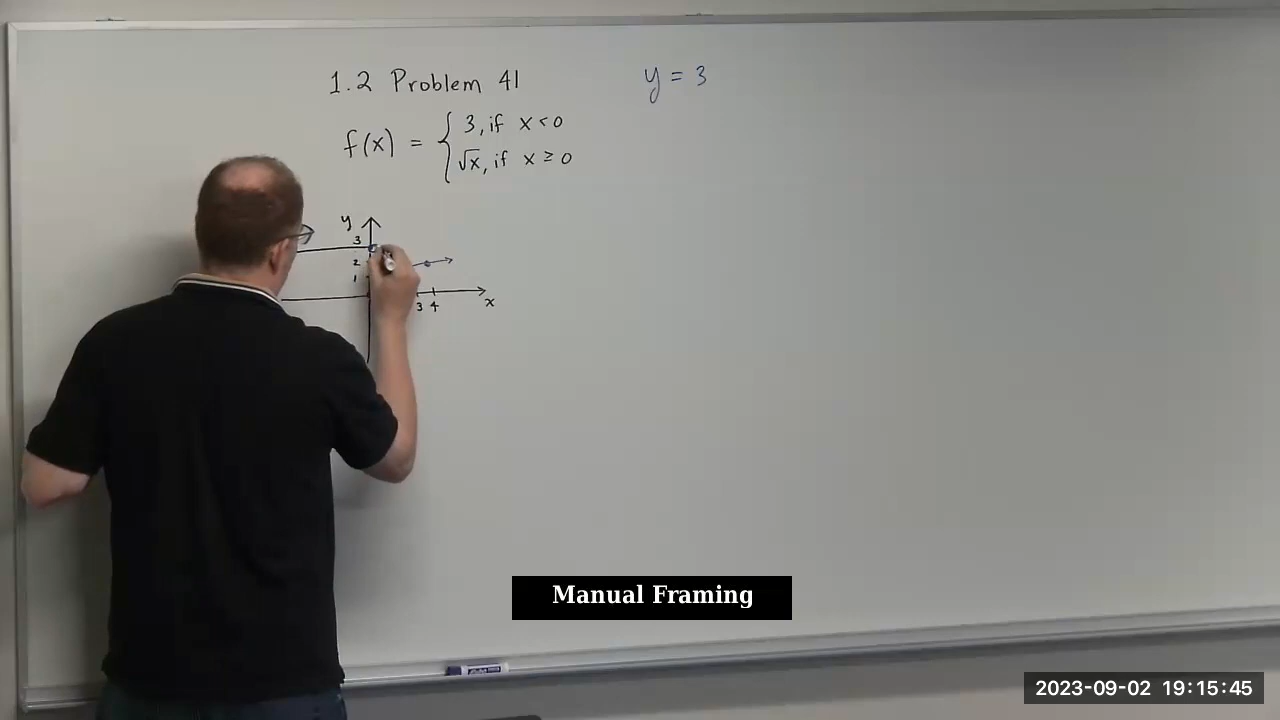 1.2 Problem 41
y = 3
f(x) = { 3, if x < 0
√x, if x ≥ 0
y
3
2
1
3 4
x
Manual Framing
2023-09-02 19:15:45